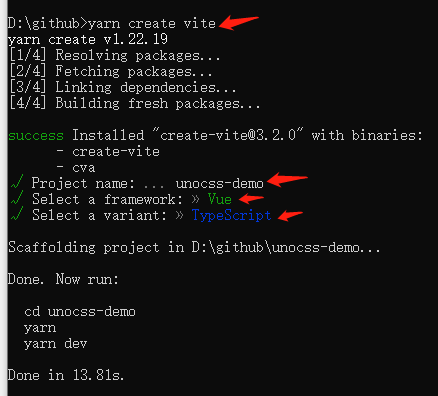 D:\github>yarn create vite
yarn create v1.22.19
[1/4] Resolving packages...
[2/4] Fetching packages...
[3/4] Linking dependencies...
[4/4] Building fresh packages...
success Installed "create-vite@3.2.0" with binaries:
- create-vite
- cva
√ Project name: ... unocss-demo
√ Select a framework: » Vue
√ Select a variant: » TypeScript
Scaffolding project in D:\github\unocss-demo...
Done. Now run:
cd unocss-demo
yarn
yarn dev
Done in 13.81s.